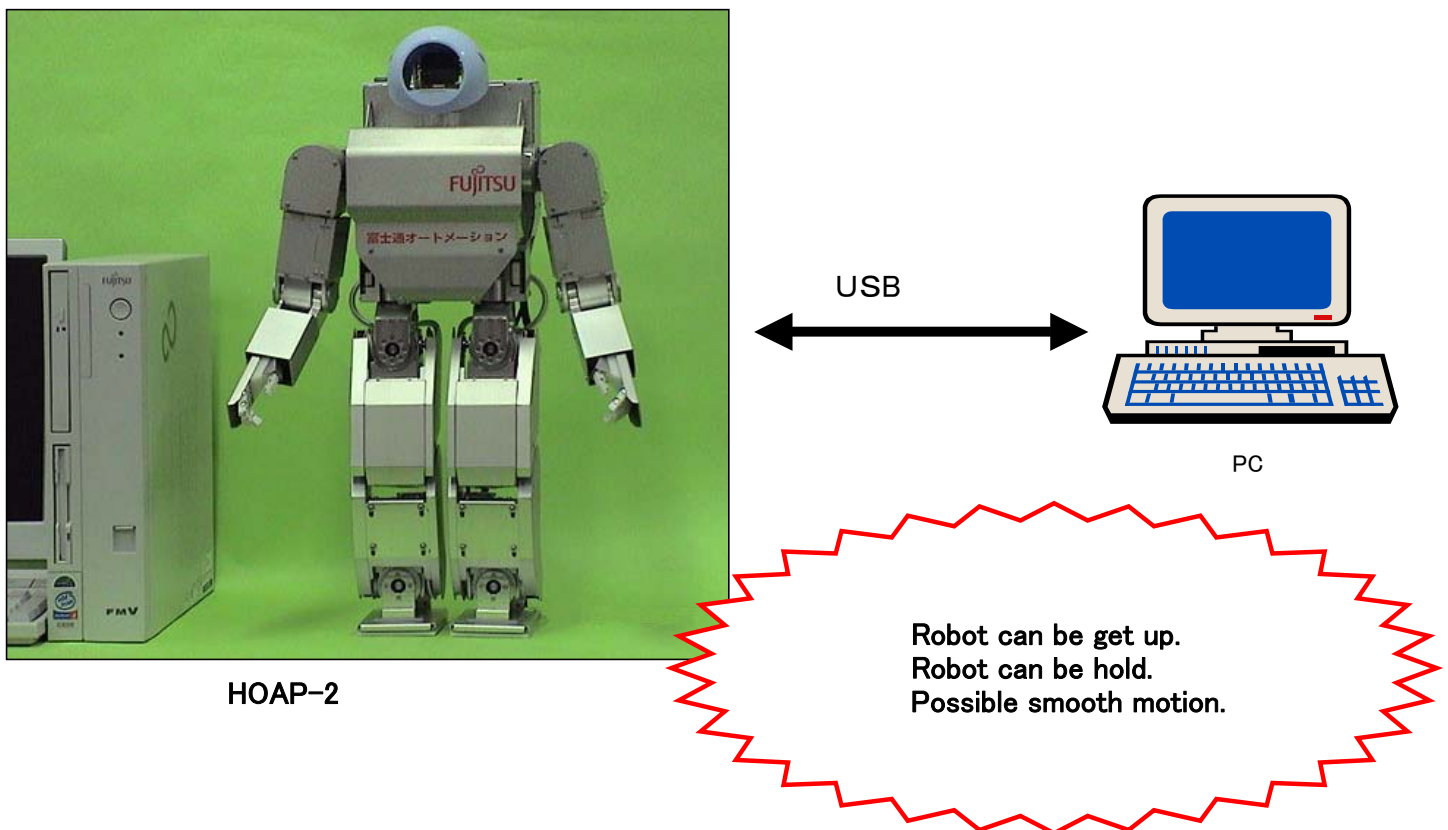 FUJITSU
富士通オートメーション
FUJITSU
FMV
USB
PC
HOAP-2
Robot can be get up.
Robot can be hold.
Possible smooth motion.